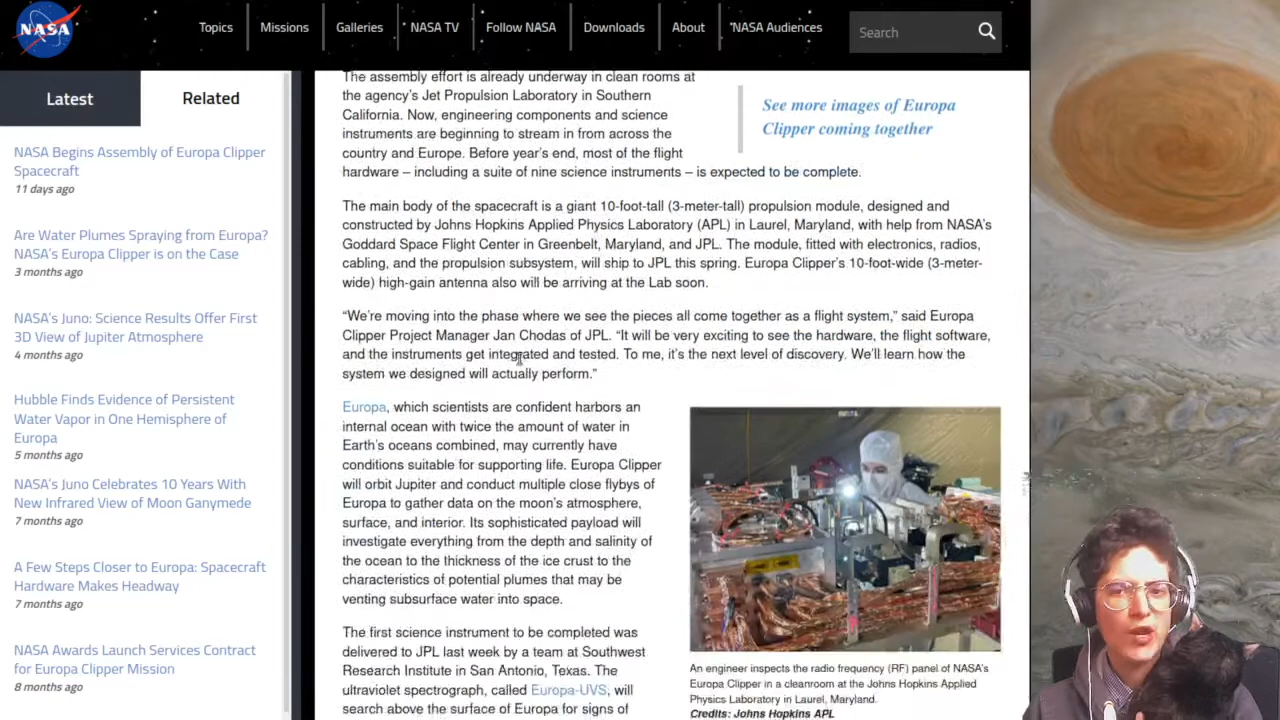 NASA
Topics
Missions
Galleries
NASA TV
Follow NASA
Downloads
About
NASA Audiences
Search
Latest
Related
NASA Begins Assembly of Europa Clipper
Spacecraft
11 days ago
Are Water Plumes Spraying from Europa?
NASA's Europa Clipper is on the Case
3 months ago
NASA's Juno: Science Results Offer First
3D View of Jupiter Atmosphere
4 months ago
Hubble Finds Evidence of Persistent
Water Vapor in One Hemisphere of
Europa
5 months ago
NASA's Juno Celebrates 10 Years With
New Infrared View of Moon Ganymede
7 months ago
A Few Steps Closer to Europa: Spacecraft
Hardware Makes Headway
7 months ago
NASA Awards Launch Services Contract
for Europa Clipper Mission
8 months ago
The assembly effort is already underway in clean rooms at
the agency's Jet Propulsion Laboratory in Southern
California. Now, engineering components and science
instruments are beginning to stream in from across the
country and Europe. Before year's end, most of the flight
hardware – including a suite of nine science instruments – is expected to be complete.
See more images of Europa
Clipper coming together
The main body of the spacecraft is a giant 10-foot-tall (3-meter-tall) propulsion module, designed and
constructed by Johns Hopkins Applied Physics Laboratory (APL) in Laurel, Maryland, with help from NASA's
Goddard Space Flight Center in Greenbelt, Maryland, and JPL. The module, fitted with electronics, radios,
cabling, and the propulsion subsystem, will ship to JPL this spring. Europa Clipper's 10-foot-wide (3-meter-
wide) high-gain antenna also will be arriving at the Lab soon.
“We're moving into the phase where we see the pieces all come together as a flight system,” said Europa
Clipper Project Manager Jan Chodas of JPL. “It will be very exciting to see the hardware, the flight software,
and the instruments get integrated and tested. To me, it's the next level of discovery. We'll learn how the
system we designed will actually perform.”
Europa, which scientists are confident harbors an
internal ocean with twice the amount of water in
Earth's oceans combined, may currently have
conditions suitable for supporting life. Europa Clipper
will orbit Jupiter and conduct multiple close flybys of
Europa to gather data on the moon's atmosphere,
surface, and interior. Its sophisticated payload will
investigate everything from the depth and salinity of
the ocean to the thickness of the ice crust to the
characteristics of potential plumes that may be
venting subsurface water into space.
The first science instrument to be completed was
delivered to JPL last week by a team at Southwest
Research Institute in San Antonio, Texas. The
ultraviolet spectrograph, called Europa-UVS, will
search above the surface of Europa for signs of
An engineer inspects the radio frequency (RF) panel of NASA's
Europa Clipper in a cleanroom at the Johns Hopkins Applied
Physics Laboratory in Laurel, Maryland.
Credits: Johns Hopkins APL